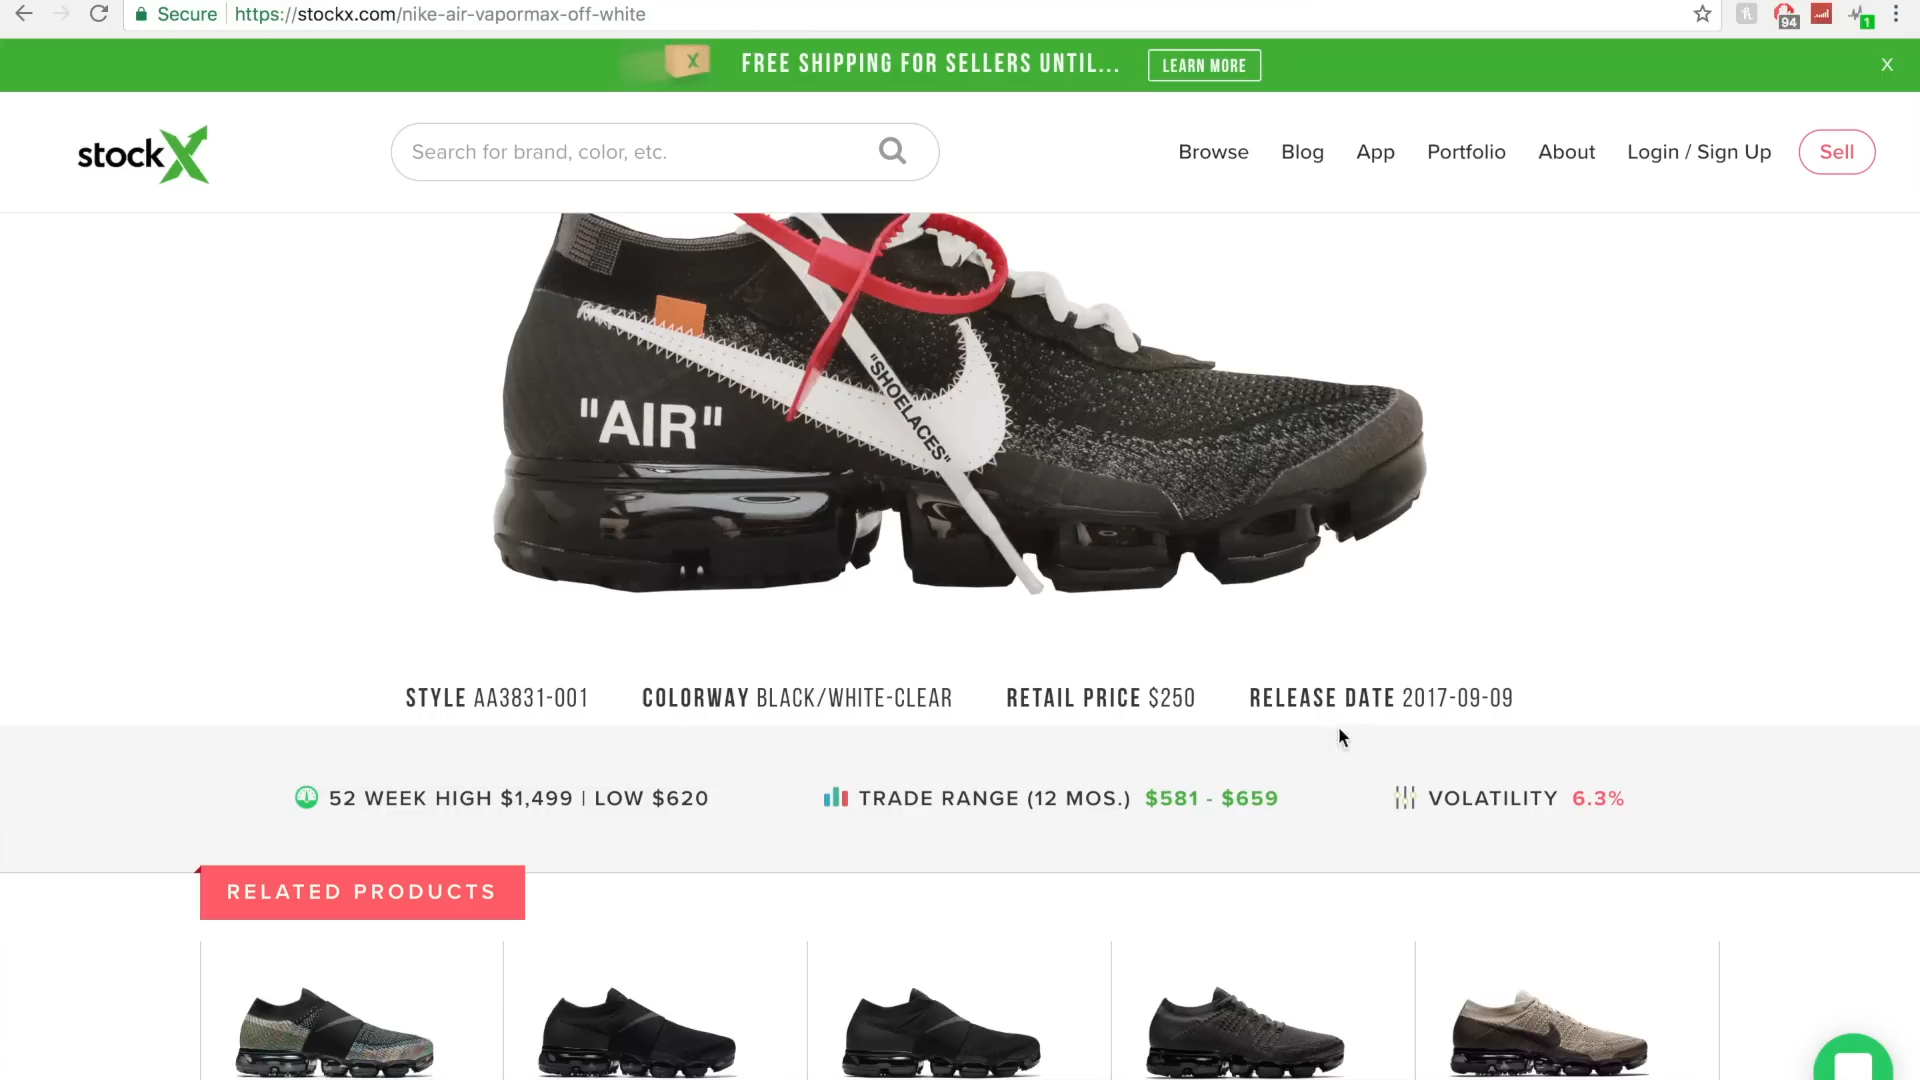 Secure https://stockx.com/nike-air-vapormax-off-white
94
1
X
FREE SHIPPING FOR SELLERS UNTIL...
LEARN MORE
X
stockX
Search for brand, color, etc.
Browse
Blog
App
Portfolio
About
Login / Sign Up
Sell
"AIR"
"SHOELACES"
STYLE AA3831-001
COLORWAY BLACK/WHITE-CLEAR
RETAIL PRICE $250
RELEASE DATE 2017-09-09
52 WEEK HIGH $1,499 | LOW $620
TRADE RANGE (12 MOS.) $581 - $659
VOLATILITY 6.3%
RELATED PRODUCTS